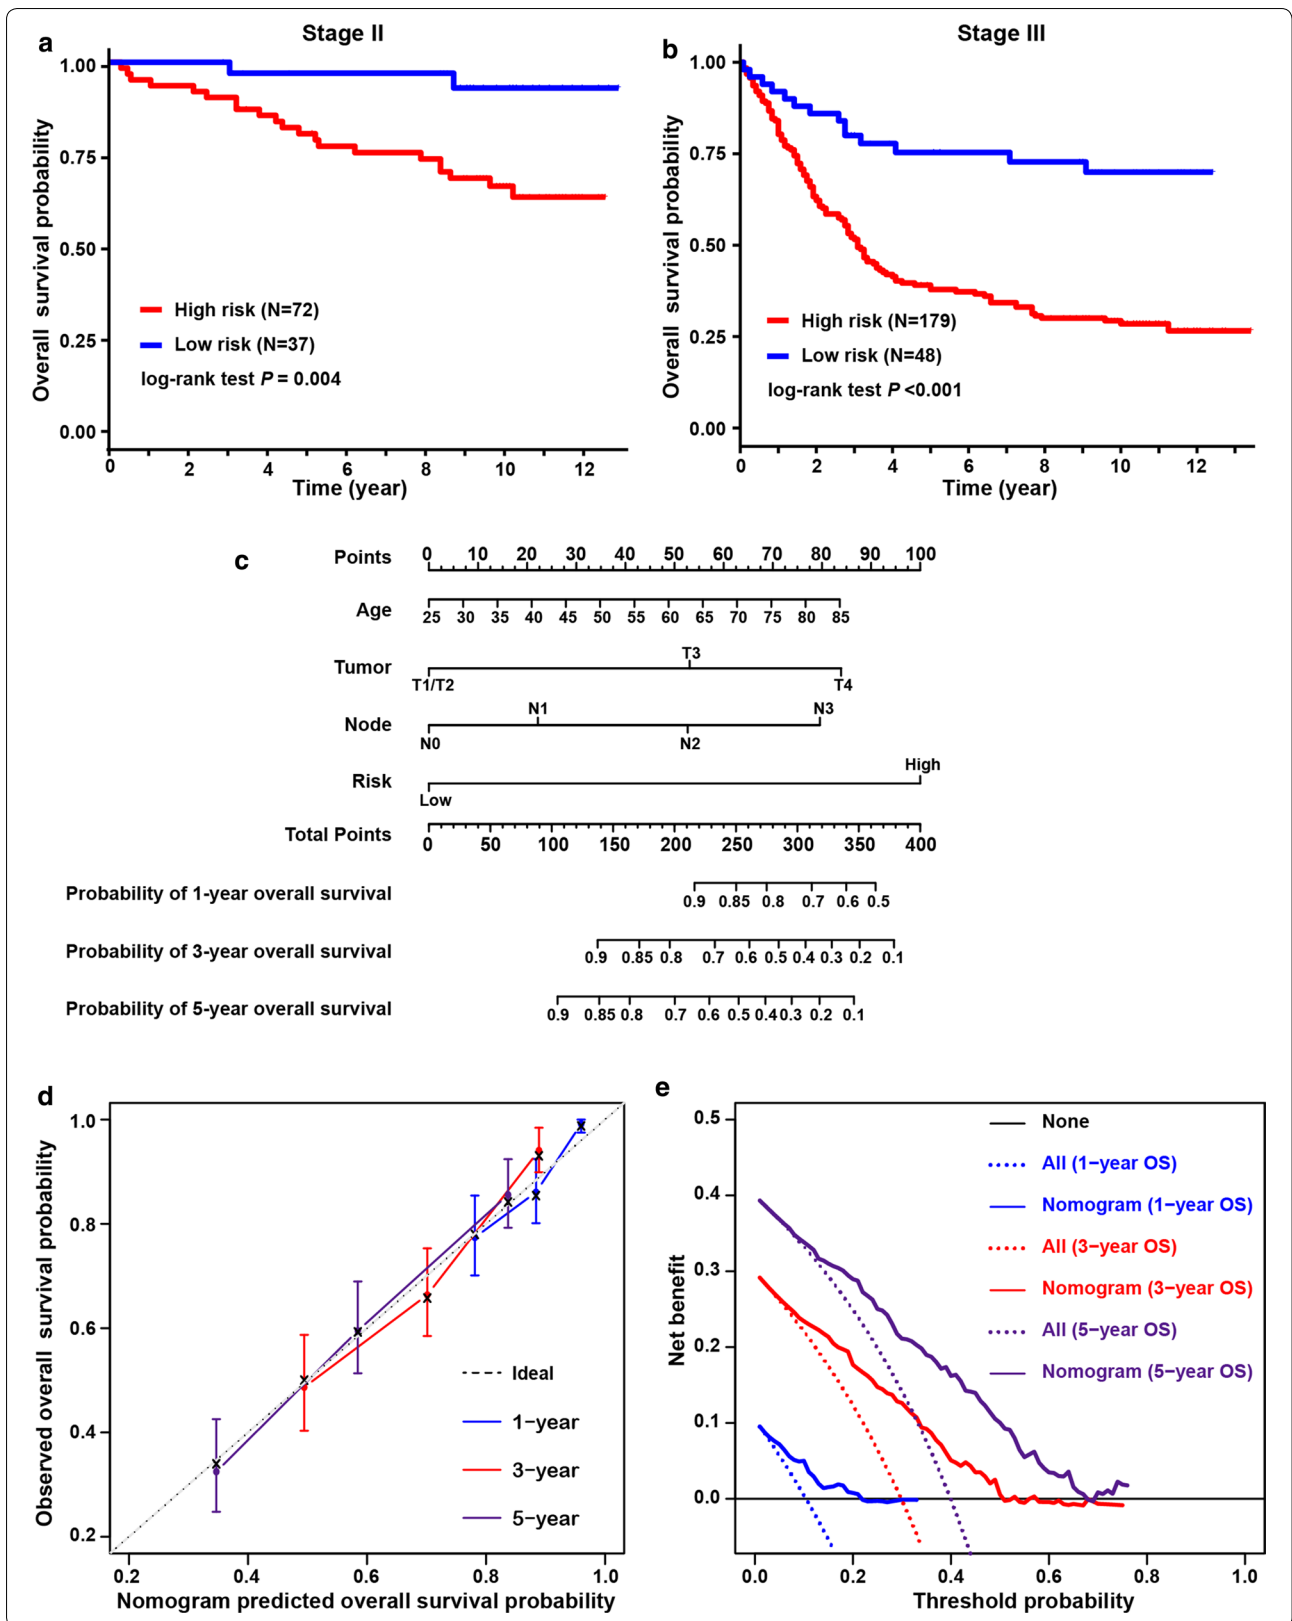 a
Stage II
Overall survival probability
1.00
0.75
0.50
0.25
0.00
High risk (N=72)
Low risk (N=37)
log-rank test P = 0.004
0 2 4 6 8 10 12
Time (year)
b
Stage III
Overall survival probability
1.00
0.75
0.50
0.25
0.00
High risk (N=179)
Low risk (N=48)
log-rank test P <0.001
0 2 4 6 8 10 12
Time (year)
c
Points 0 10 20 30 40 50 60 70 80 90 100
Age 25 30 35 40 45 50 55 60 65 70 75 80 85
T3
Tumor
T1/T2 T4
N1 N3
Node
N0 N2
High
Risk
Low
Total Points 0 50 100 150 200 250 300 350 400
Probability of 1-year overall survival 0.9 0.85 0.8 0.7 0.6 0.5
Probability of 3-year overall survival 0.9 0.85 0.8 0.7 0.6 0.5 0.4 0.3 0.2 0.1
Probability of 5-year overall survival 0.9 0.85 0.8 0.7 0.6 0.5 0.4 0.3 0.2 0.1
d
Observed overall survival probability
1.0
0.8
0.6
0.4
0.2
Ideal
1−year
3−year
5−year
0.2 0.4 0.6 0.8 1.0
Nomogram predicted overall survival probability
e
Net benefit
0.5
0.4
0.3
0.2
0.1
0.0
None
All (1−year OS)
Nomogram (1−year OS)
All (3−year OS)
Nomogram (3−year OS)
All (5−year OS)
Nomogram (5−year OS)
0.0 0.2 0.4 0.6 0.8 1.0
Threshold probability